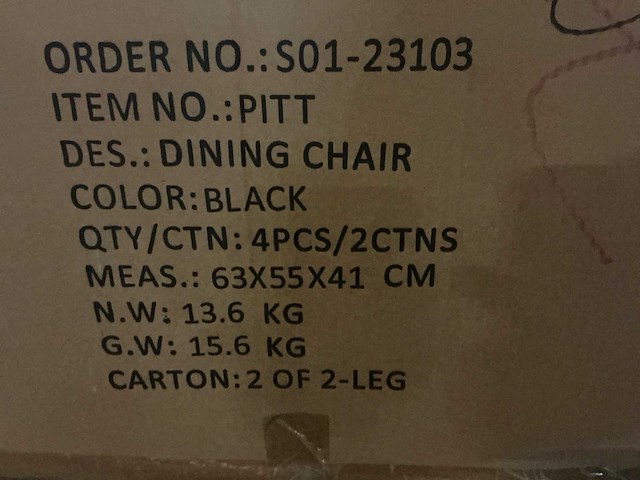 ORDER NO.: S01-23103
ITEM NO.: PITT
DES.: DINING CHAIR
COLOR: BLACK
QTY/CTN: 4PCS/2CTNS
MEAS.: 63X55X41 CM
N.W: 13.6 KG
G.W: 15.6 KG
CARTON: 2 OF 2-LEG